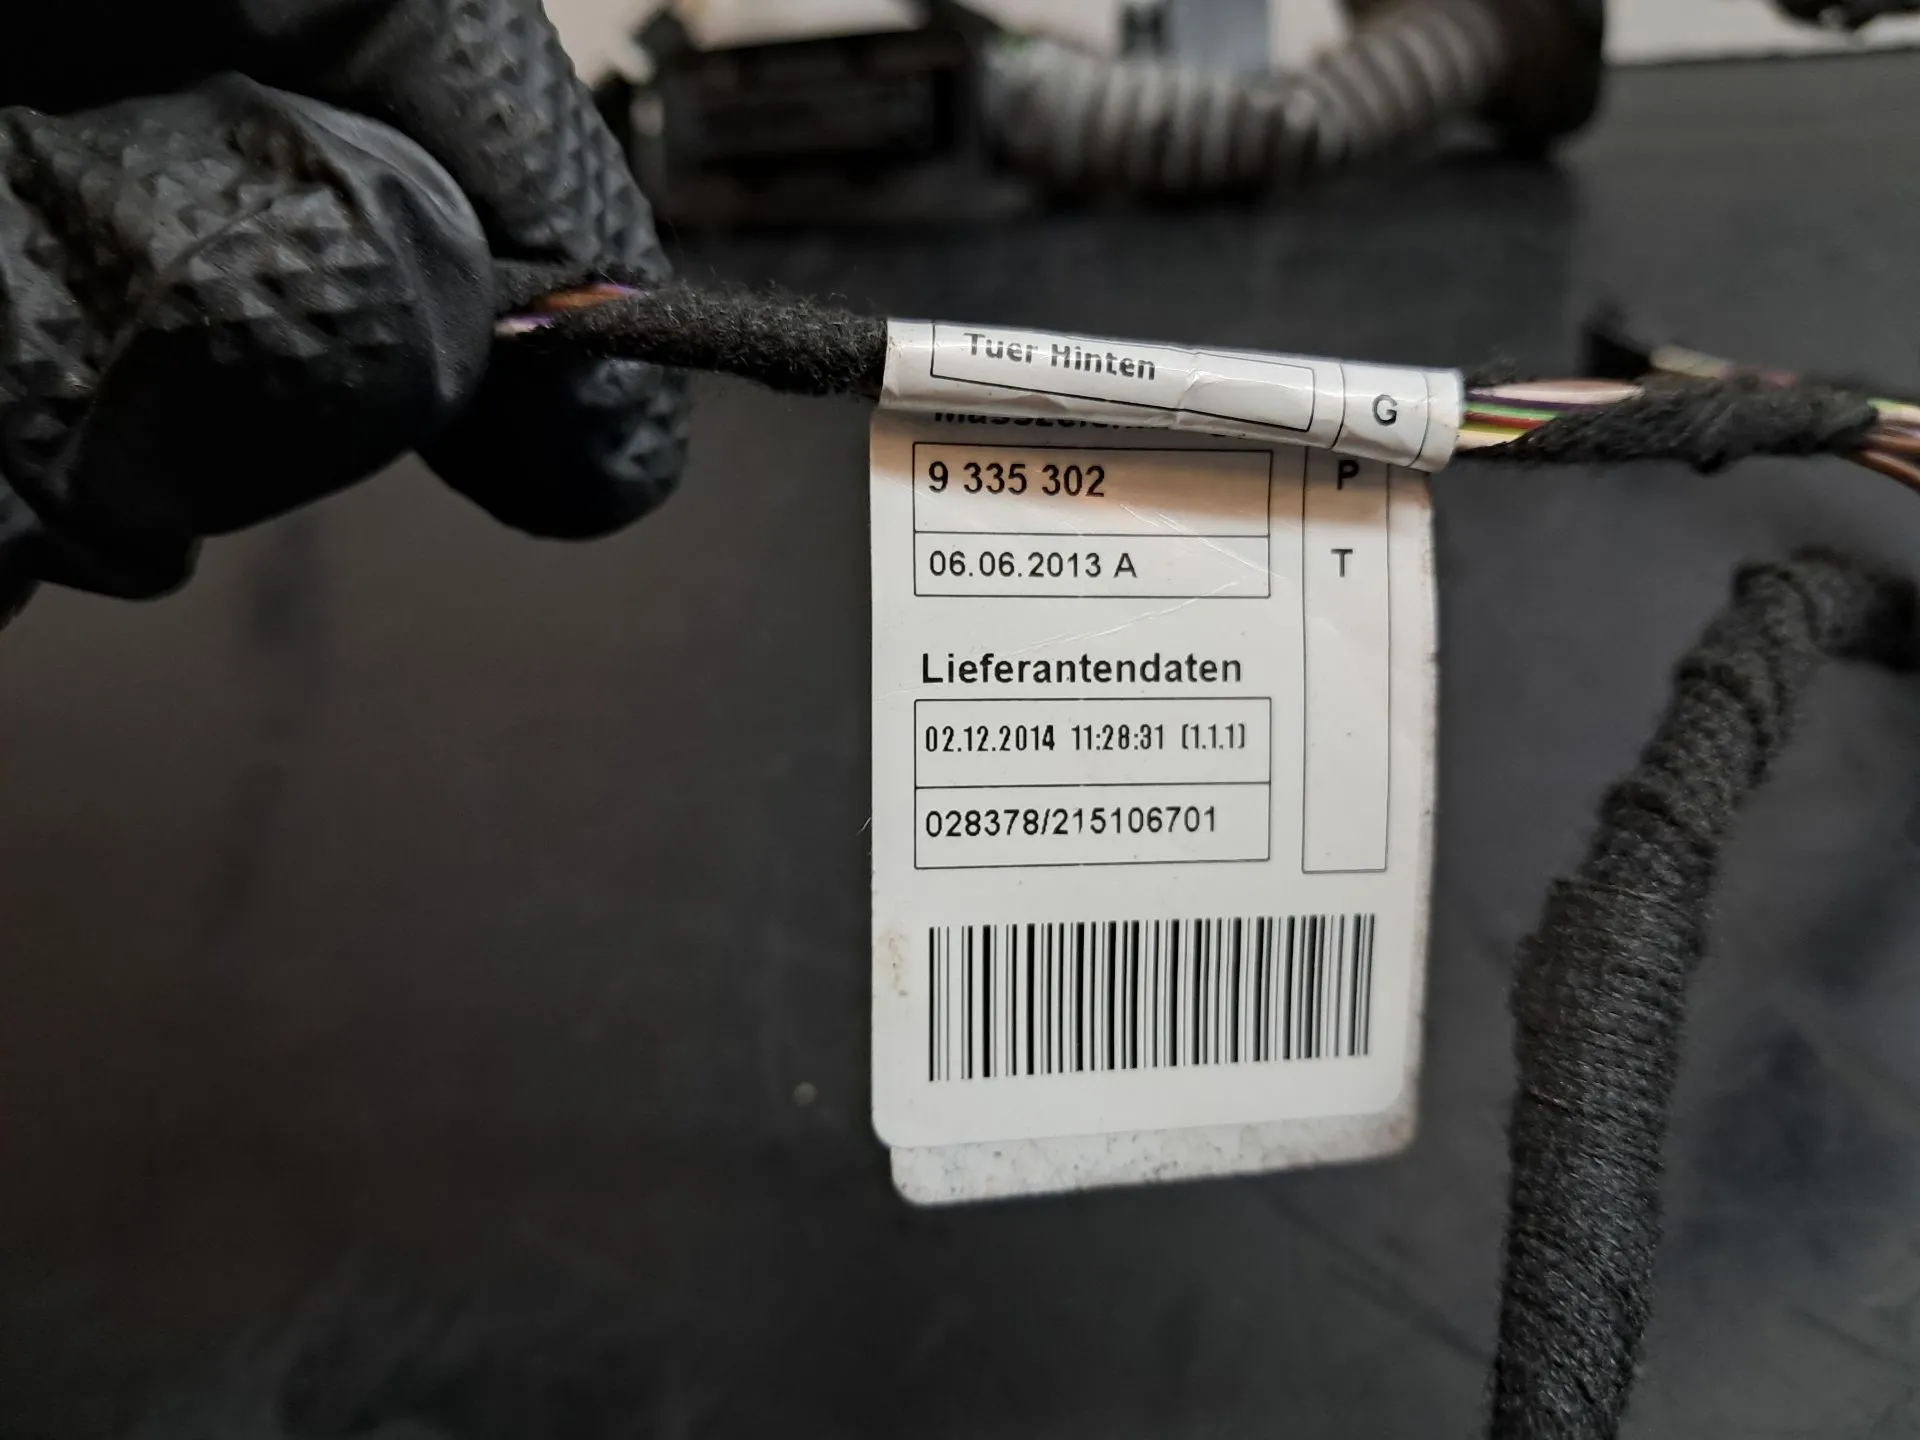 Tuer Hinten
G
9 335 302
P
06.06.2013 A
T
Lieferantendaten
02.12.2014 11:28:31 (1.1.1)
028378/215106701